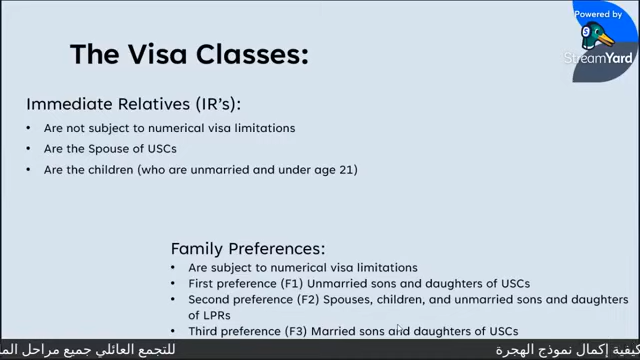 Powered by
StreamYard
The Visa Classes:
Immediate Relatives (IR's):
• Are not subject to numerical visa limitations
• Are the Spouse of USCs
• Are the children (who are unmarried and under age 21)
Family Preferences:
• Are subject to numerical visa limitations
• First preference (F1) Unmarried sons and daughters of USCs
• Second preference (F2) Spouses, children, and unmarried sons and daughters
of LPRs
• Third preference (F3) Married sons and daughters of USCs
كيفية إكمال نموذج الهجرة
للتجمع العائلي جميع مراحل